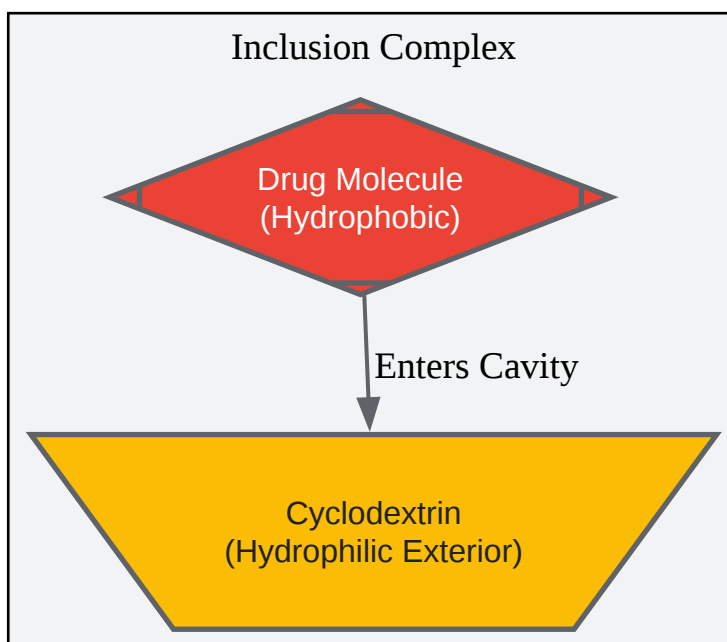 Inclusion Complex
Drug Molecule
(Hydrophobic)
Enters Cavity
Cyclodextrin
(Hydrophilic Exterior)